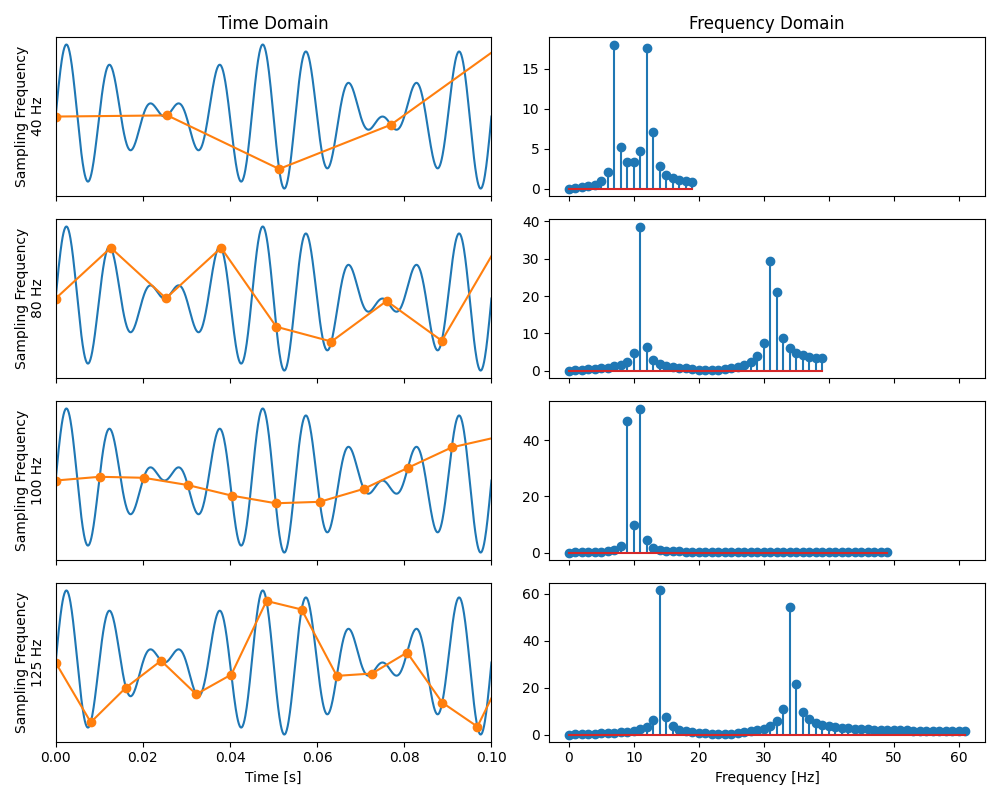 Time Domain
Frequency Domain
Sampling Frequency
40 Hz
15
10
5
0
Sampling Frequency
80 Hz
40
30
20
10
0
Sampling Frequency
100 Hz
40
20
0
Sampling Frequency
125 Hz
60
40
20
0
0.00 0.02 0.04 0.06 0.08 0.10
0 10 20 30 40 50 60
Time [s]
Frequency [Hz]